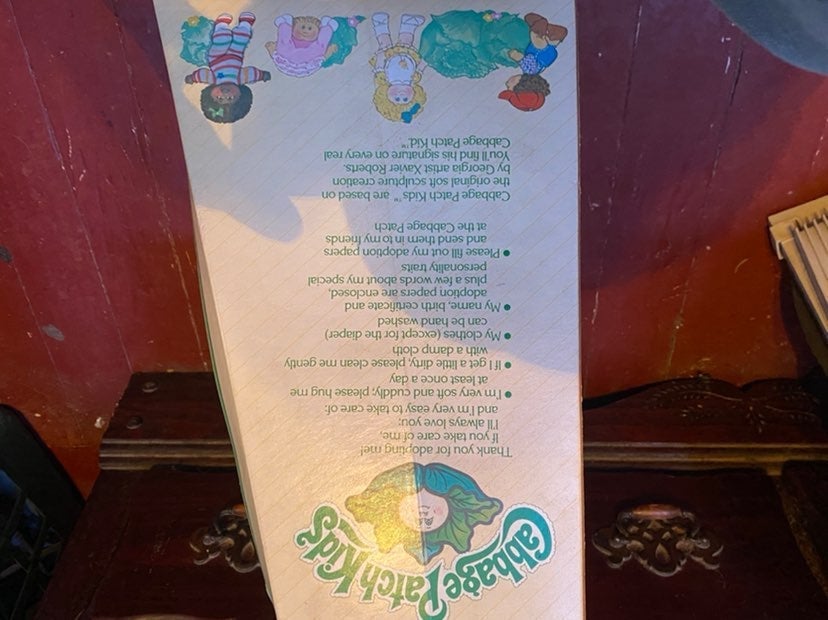 Cabbage Patch Kids
Thank you for adopting me!
If you take care of me,
I'll always love you;
and I'm very easy to take care of:
● I'm very soft and cuddly; please hug me
at least once a day
● If I get a little dirty, please clean me gently
with a damp cloth
● My clothes (except for the diaper)
can be hand washed
● My name, birth certificate and
adoption papers are enclosed,
plus a few words about my special
personality traits
● Please fill out my adoption papers
and send them in to my friends
at the Cabbage Patch
Cabbage Patch Kids™ are based on
the original soft sculpture creation
by Georgia artist Xavier Roberts.
You'll find his signature on every real
Cabbage Patch Kid.™